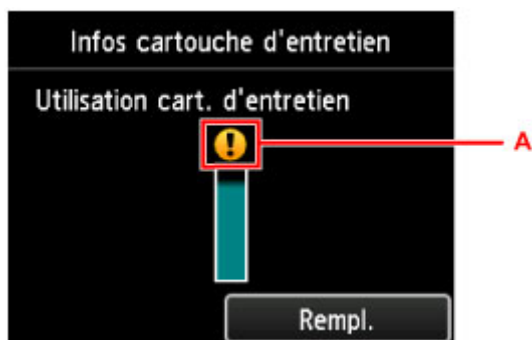 Infos cartouche d'entretien
Utilisation cart. d'entretien
A
Rempl.